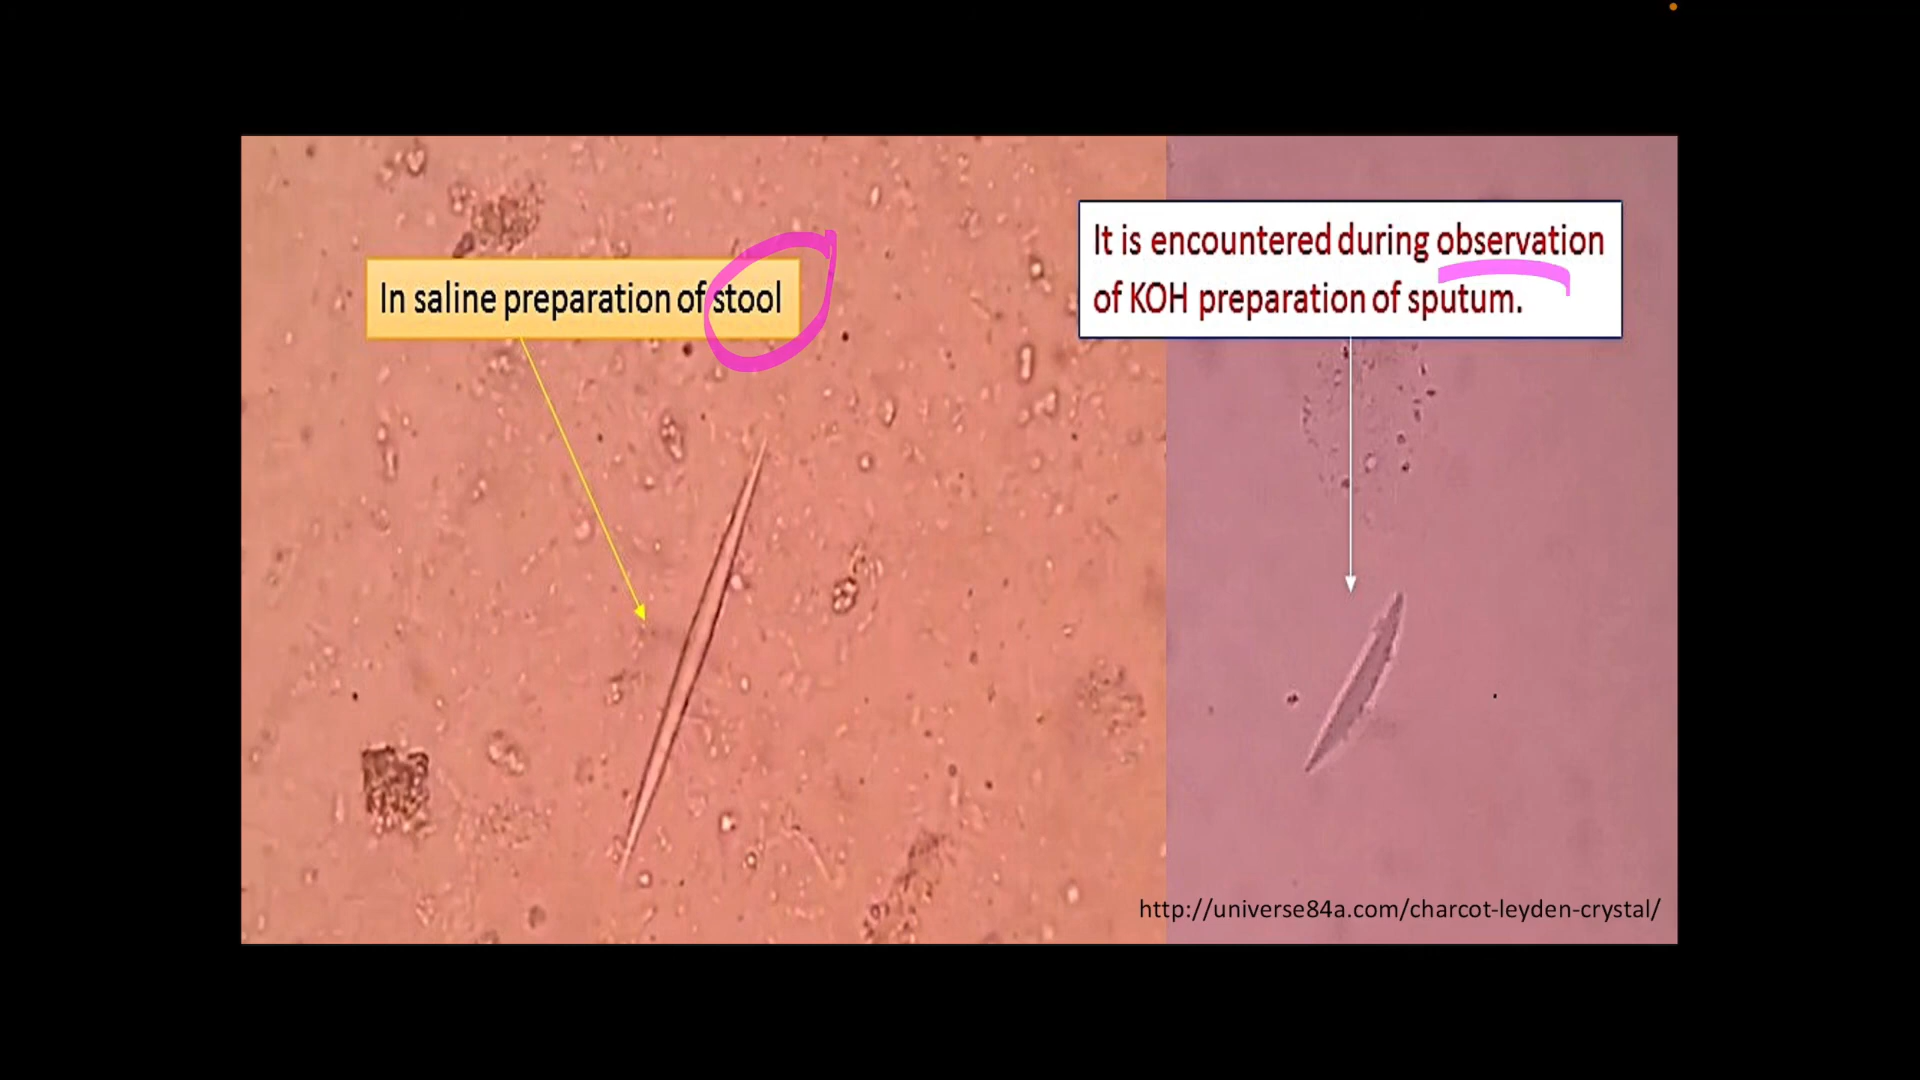 In saline preparation of stool
It is encountered during observation
of KOH preparation of sputum.
http://universe84a.com/charcot-leyden-crystal/